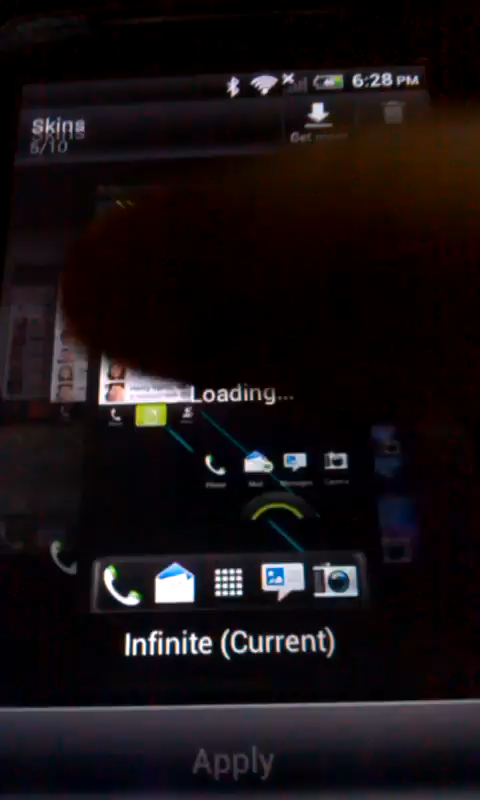 6:28 PM
Skins
5/10
Get more
Loading...
Infinite (Current)
Apply